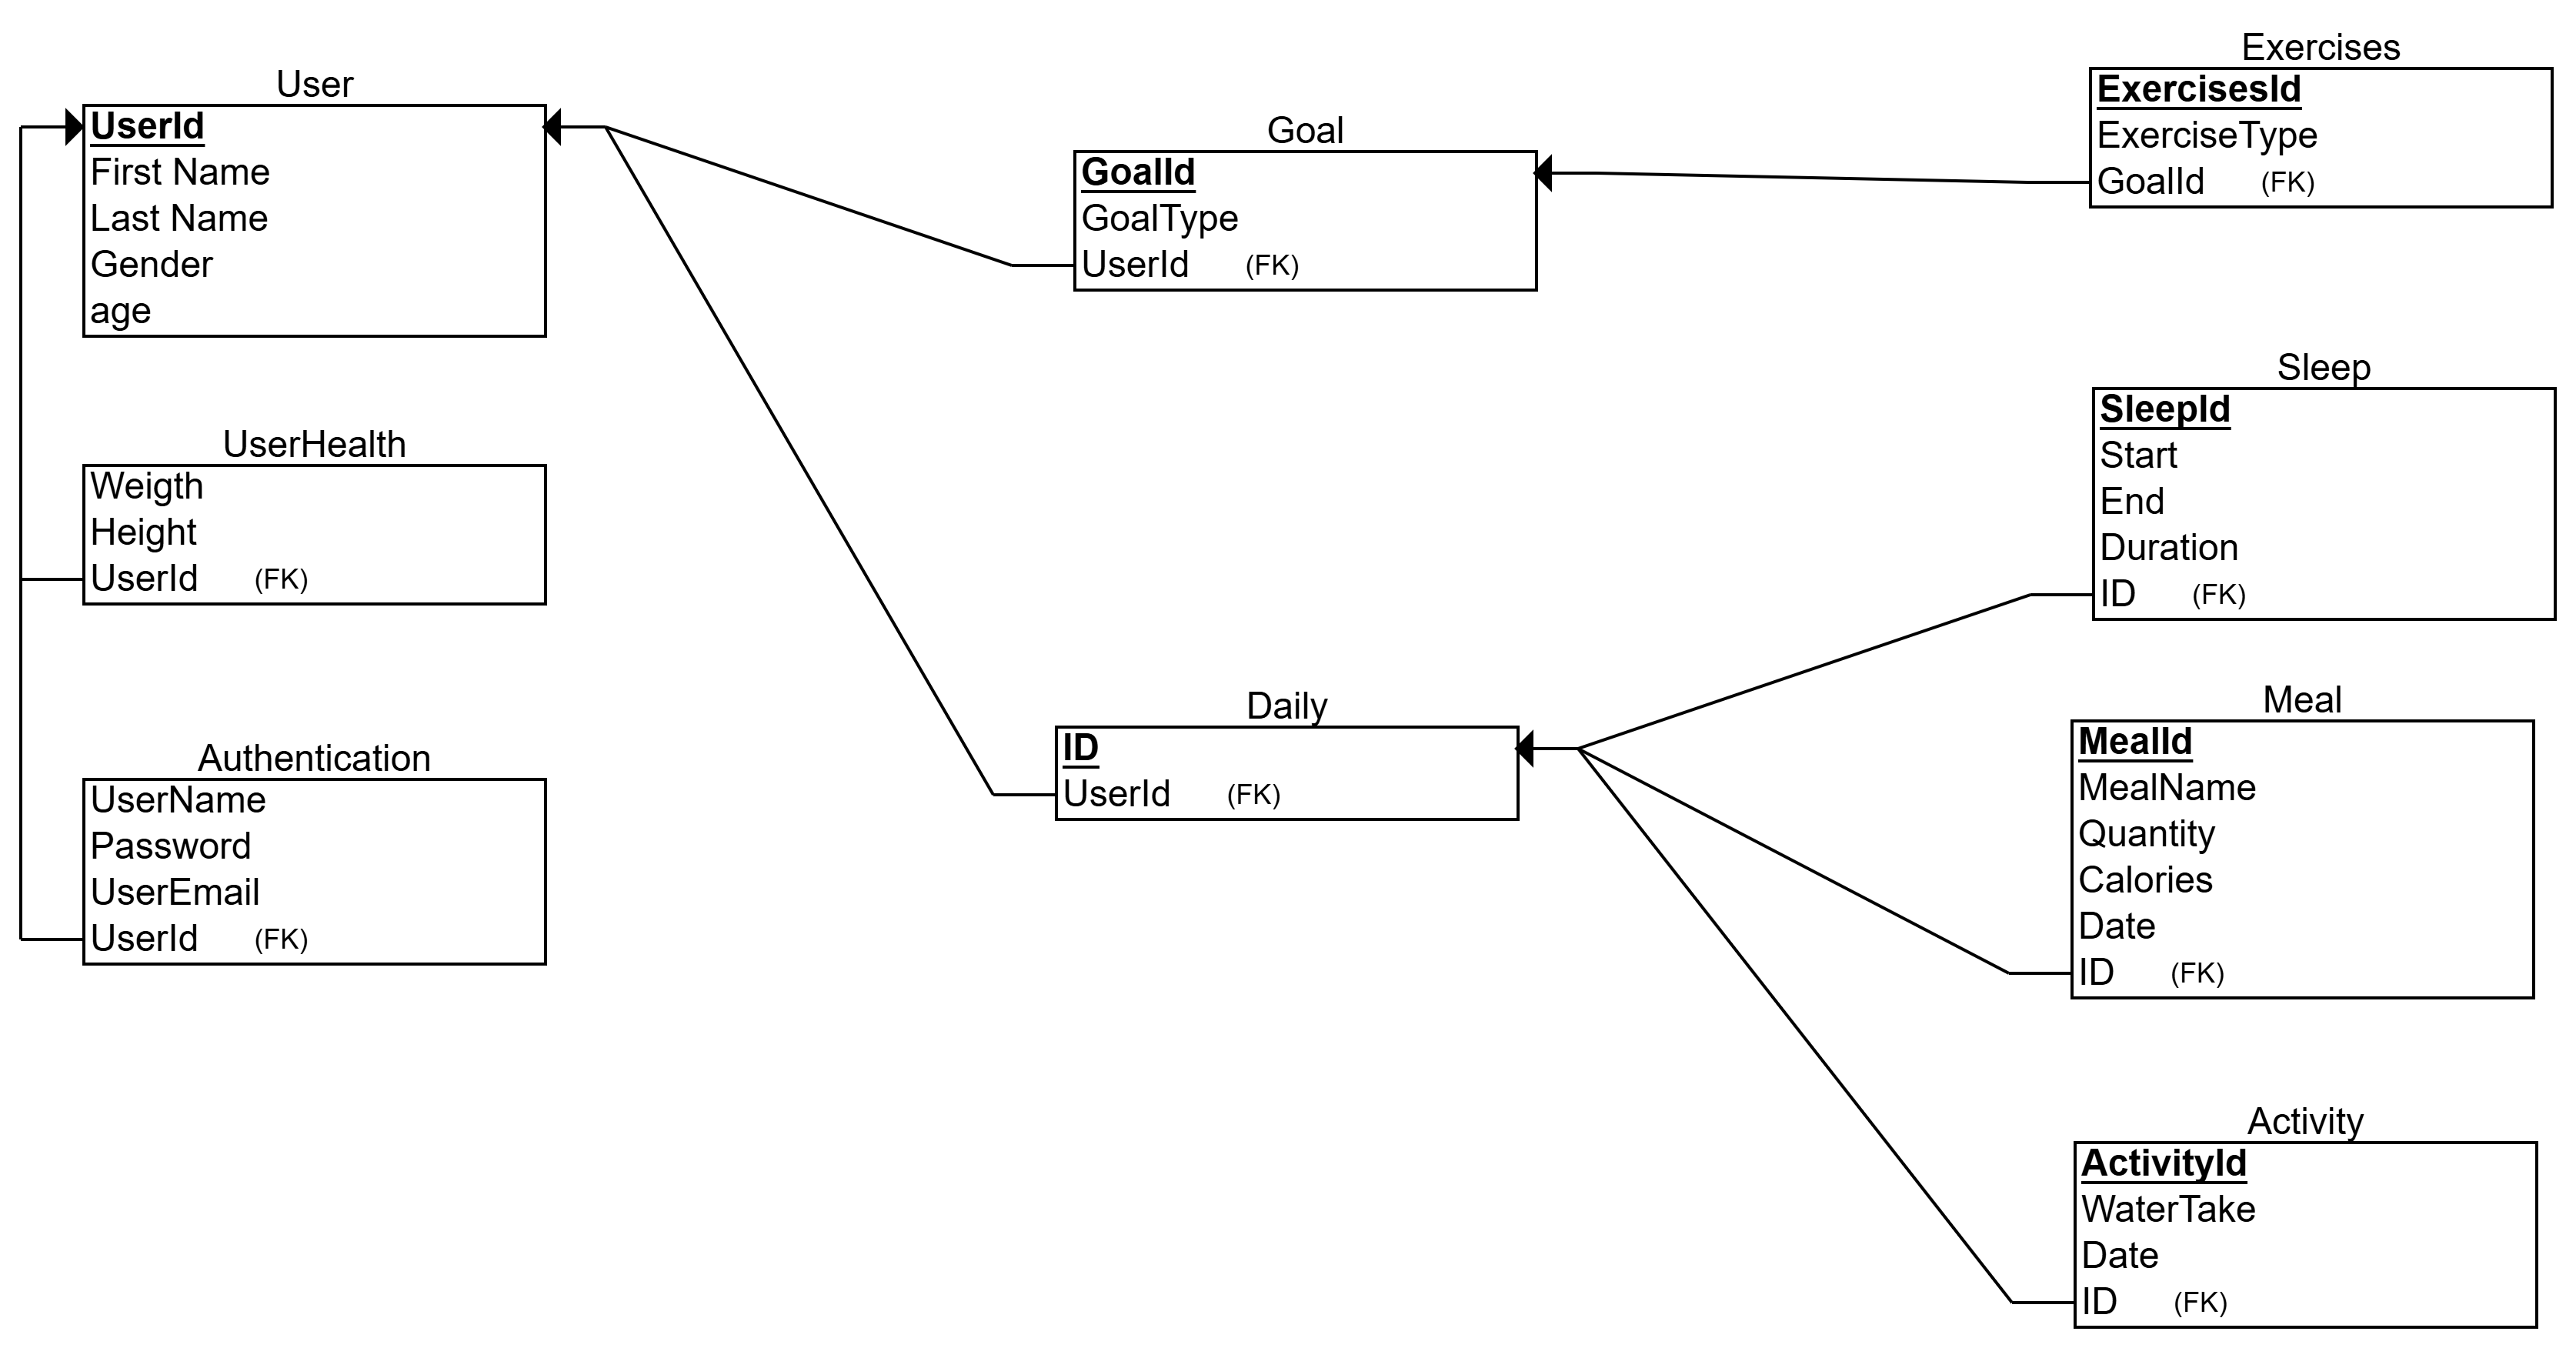 User
UserId
First Name
Last Name
Gender
age
UserHealth
Weigth
Height
UserId (FK)
Authentication
UserName
Password
UserEmail
UserId (FK)
Goal
GoalId
GoalType
UserId (FK)
Daily
ID
UserId (FK)
Exercises
ExercisesId
ExerciseType
GoalId (FK)
Sleep
SleepId
Start
End
Duration
ID (FK)
Meal
MealId
MealName
Quantity
Calories
Date
ID (FK)
Activity
ActivityId
WaterTake
Date
ID (FK)